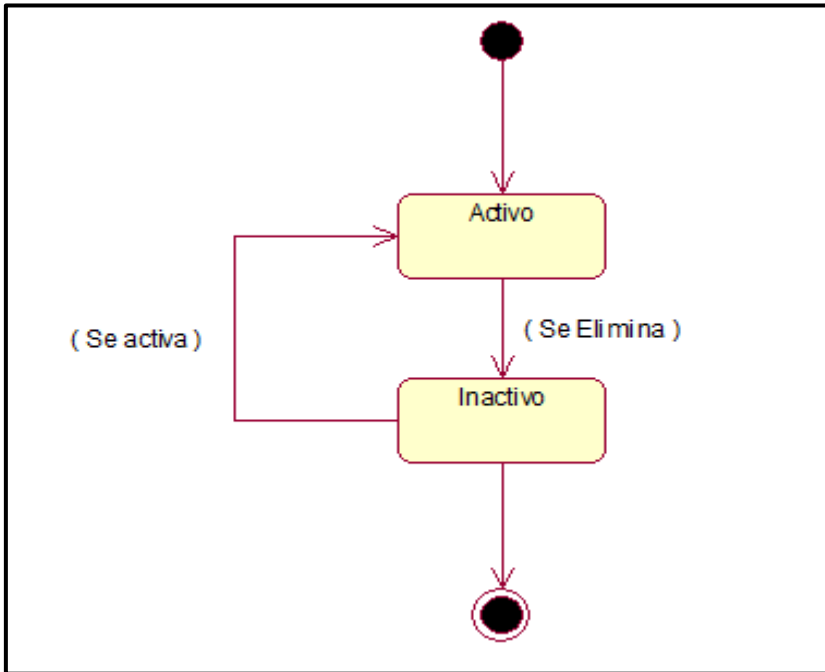 Activo
( Se activa )
( Se Elimina )
Inactivo